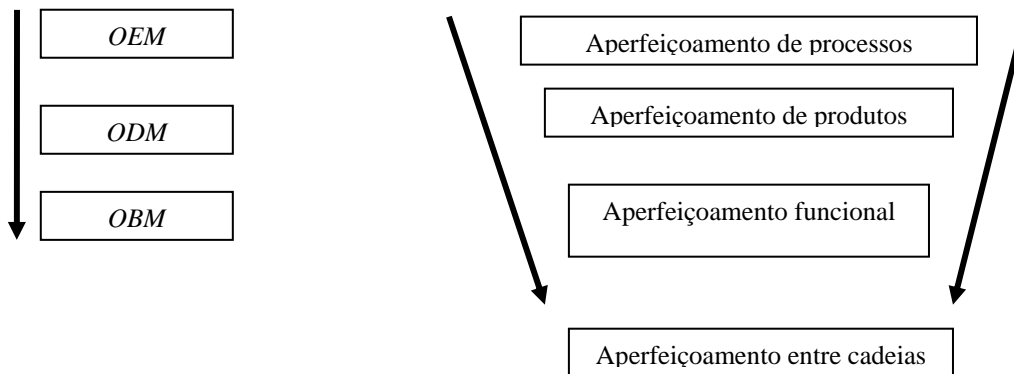 OEM
ODM
OBM
Aperfeiçoamento de processos
Aperfeiçoamento de produtos
Aperfeiçoamento funcional
Aperfeiçoamento entre cadeias